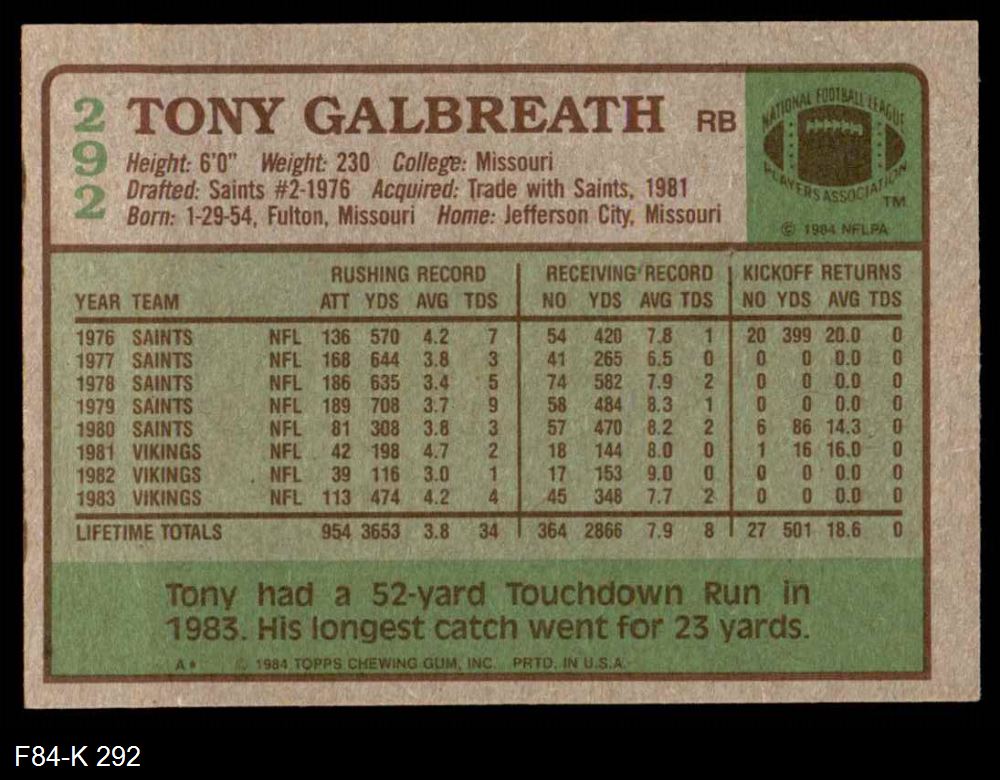 292
TONY GALBREATH RB
Height: 6'0" Weight: 230 College: Missouri
Drafted: Saints #2-1976 Acquired: Trade with Saints, 1981
Born: 1-29-54, Fulton, Missouri Home: Jefferson City, Missouri
NATIONAL FOOTBALL LEAGUE
PLAYERS ASSOCIATION
TM
© 1984 NFLPA
RUSHING RECORD RECEIVING RECORD KICKOFF RETURNS
YEAR TEAM ATT YDS AVG TDS NO YDS AVG TDS NO YDS AVG TDS
1976 SAINTS NFL 136 570 4.2 7 54 420 7.8 1 20 399 20.0 0
1977 SAINTS NFL 168 644 3.8 3 41 265 6.5 0 0 0 0.0 0
1978 SAINTS NFL 186 635 3.4 5 74 582 7.9 2 0 0 0.0 0
1979 SAINTS NFL 189 708 3.7 9 58 484 8.3 1 0 0 0.0 0
1980 SAINTS NFL 81 308 3.8 3 57 470 8.2 2 6 86 14.3 0
1981 VIKINGS NFL 42 198 4.7 2 18 144 8.0 0 1 16 16.0 0
1982 VIKINGS NFL 39 116 3.0 1 17 153 9.0 0 0 0 0.0 0
1983 VIKINGS NFL 113 474 4.2 4 45 348 7.7 2 0 0 0.0 0
LIFETIME TOTALS 954 3653 3.8 34 364 2866 7.9 8 27 501 18.6 0
Tony had a 52-yard Touchdown Run in
1983. His longest catch went for 23 yards.
A* © 1984 TOPPS CHEWING GUM, INC. PRTD. IN U.S.A.
F84-K 292